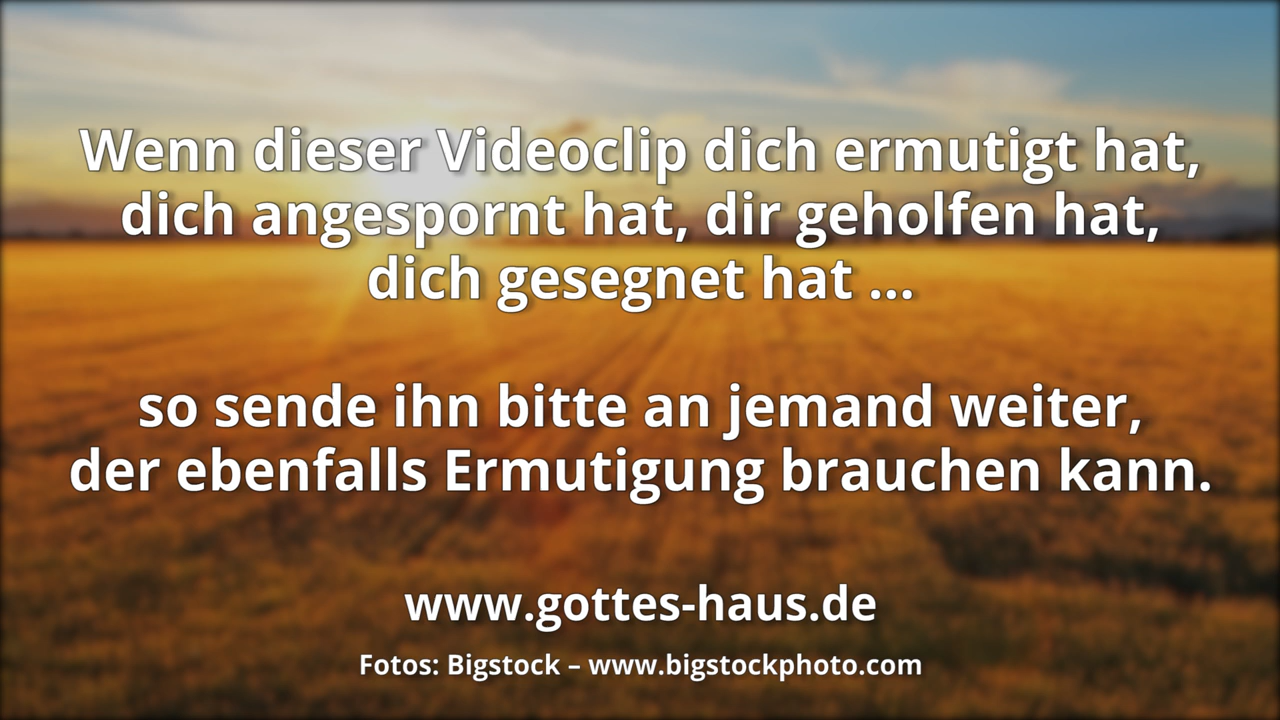 Wenn dieser Videoclip dich ermutigt hat,
dich angespornt hat, dir geholfen hat,
dich gesegnet hat ...
so sende ihn bitte an jemand weiter,
der ebenfalls Ermutigung brauchen kann.
www.gottes-haus.de
Fotos: Bigstock – www.bigstockphoto.com